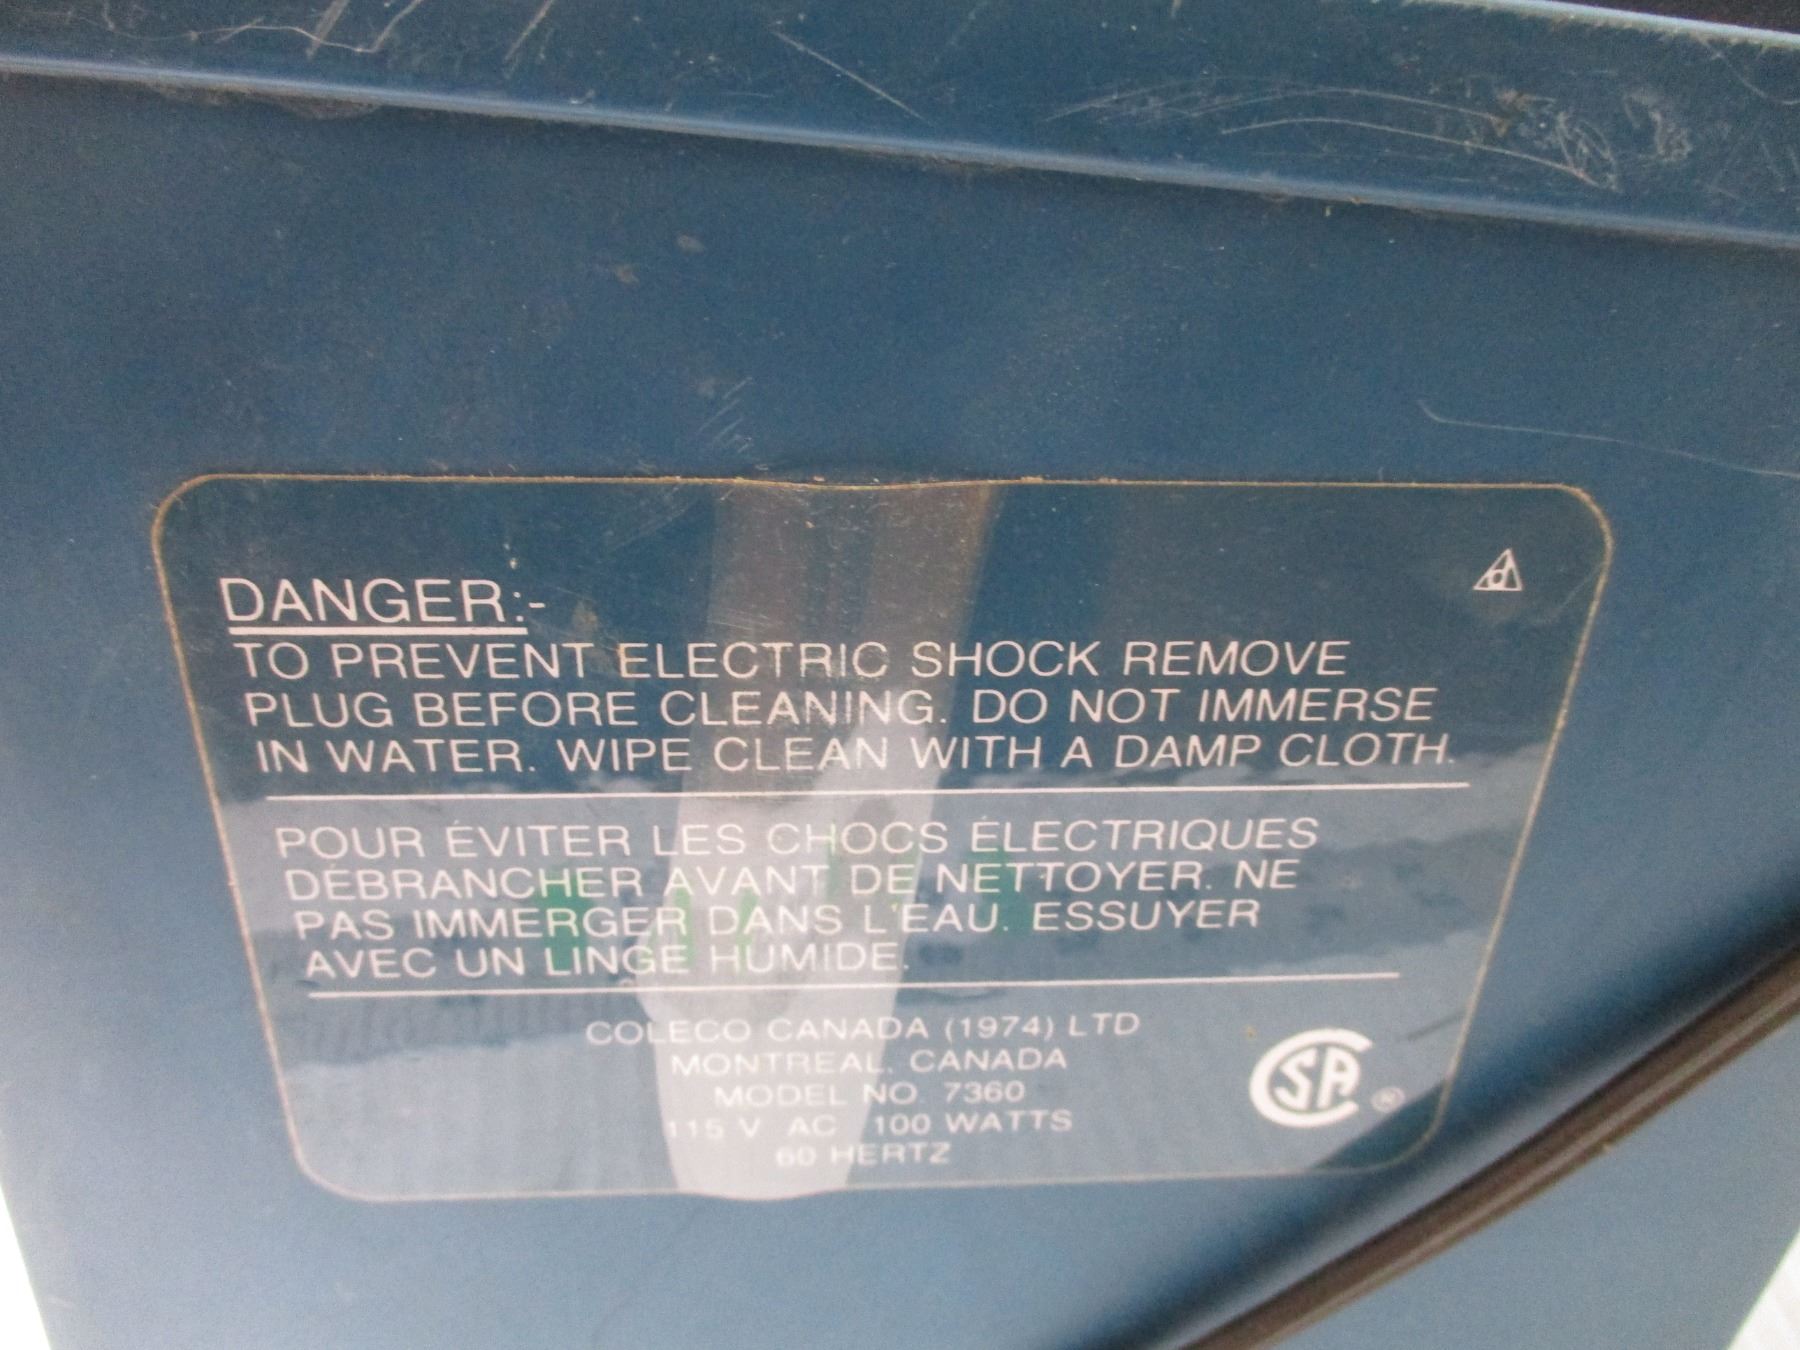 DANGER:-
TO PREVENT ELECTRIC SHOCK REMOVE
PLUG BEFORE CLEANING. DO NOT IMMERSE
IN WATER. WIPE CLEAN WITH A DAMP CLOTH.
POUR ÉVITER LES CHOCS ÉLECTRIQUES
DÉBRANCHER AVANT DE NETTOYER. NE
PAS IMMERGER DANS L'EAU. ESSUYER
AVEC UN LINGE HUMIDE.
COLECO CANADA (1974) LTD
MONTREAL, CANADA
MODEL NO. 7360
115 V AC 100 WATTS
60 HERTZ
CSA ®